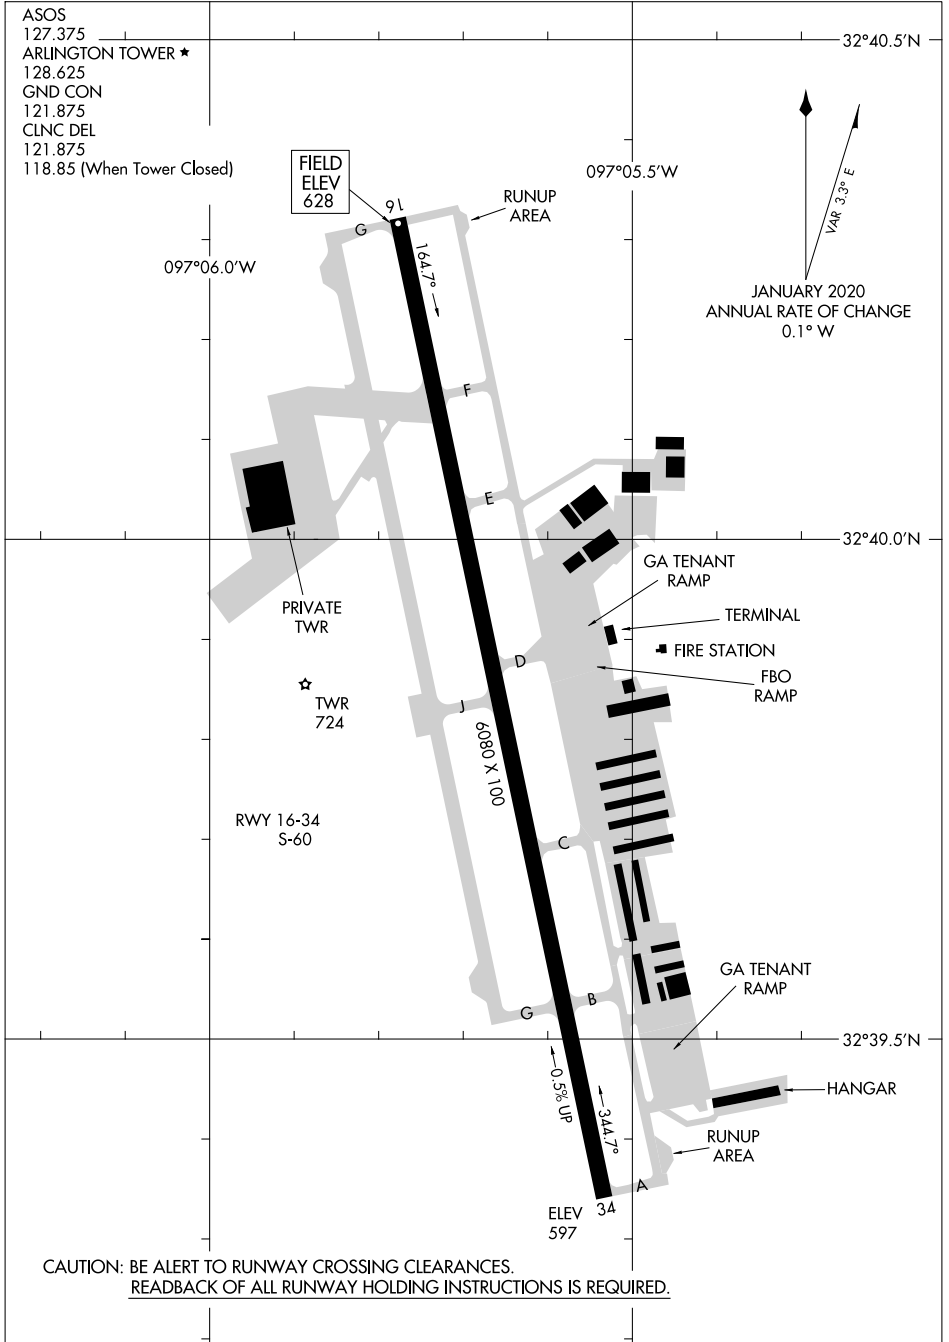 ASOS
127.375
ARLINGTON TOWER ★
128.625
GND CON
121.875
CLNC DEL
121.875
118.85 (When Tower Closed)
32°40.5'N
097°05.5'W
VAR 3.3° E
FIELD
ELEV
628
16
RUNUP
AREA
G
164.7°
097°06.0'W
JANUARY 2020
ANNUAL RATE OF CHANGE
0.1° W
F
E
32°40.0'N
GA TENANT
RAMP
PRIVATE
TWR
TERMINAL
FIRE STATION
D
FBO
RAMP
TWR
724
J
6080 X 100
RWY 16-34
S-60
C
GA TENANT
RAMP
B
G
32°39.5'N
0.5% UP
344.7°
HANGAR
RUNUP
AREA
A
34
ELEV
597
CAUTION: BE ALERT TO RUNWAY CROSSING CLEARANCES.
READBACK OF ALL RUNWAY HOLDING INSTRUCTIONS IS REQUIRED.